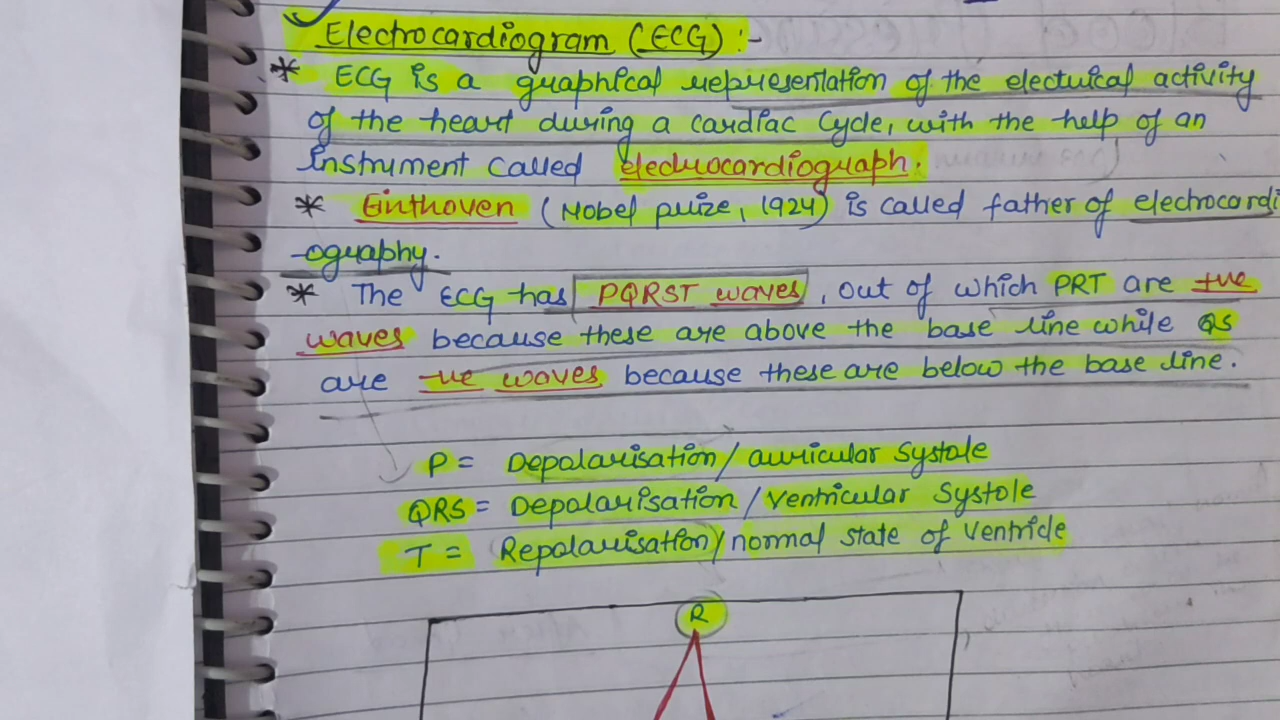 Electrocardiogram (ECG) :-
* ECG is a graphical representation of the electrical activity
of the heart during a cardiac cycle, with the help of an
instrument called electrocardiograph.
* Einthoven (Nobel prize, 1924) is called father of electrocardi
-ography.
* The ECG has PQRST waves, out of which PRT are +ve
waves because these are above the base line while QS
are -ve waves because these are below the base line.
P = Depolarisation / auricular systole
QRS = Depolarisation / ventricular systole
T = Repolarisation / normal state of ventricle
R